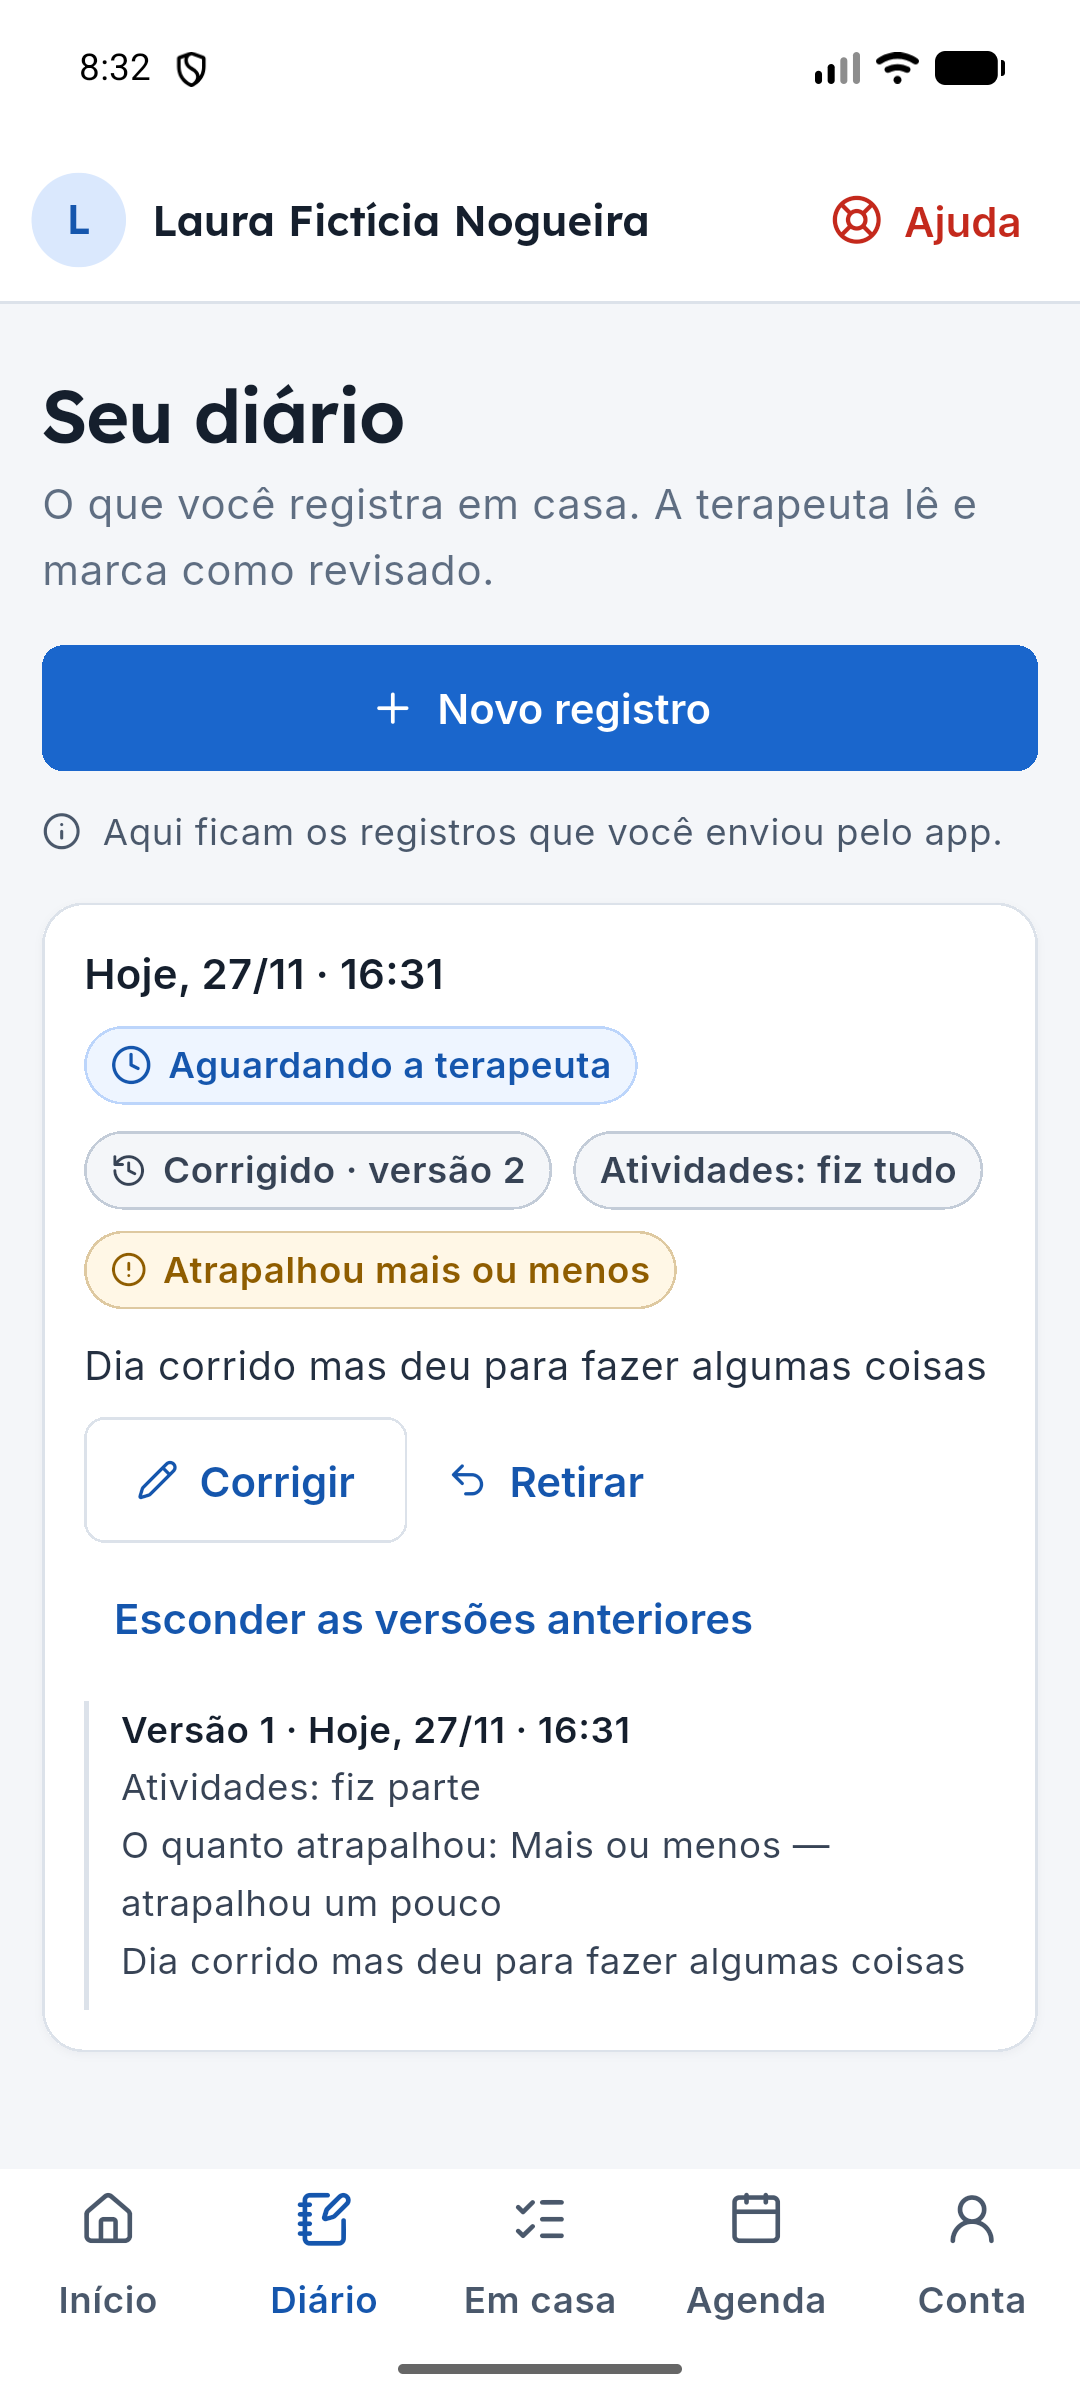 8:32
L
Laura Fictícia Nogueira
Ajuda
Seu diário
O que você registra em casa. A terapeuta lê e
marca como revisado.
Novo registro
Aqui ficam os registros que você enviou pelo app.
Hoje, 27/11 · 16:31
Aguardando a terapeuta
Corrigido · versão 2
Atividades: fiz tudo
Atrapalhou mais ou menos
Dia corrido mas deu para fazer algumas coisas
Corrigir
Retirar
Esconder as versões anteriores
Versão 1 · Hoje, 27/11 · 16:31
Atividades: fiz parte
O quanto atrapalhou: Mais ou menos —
atrapalhou um pouco
Dia corrido mas deu para fazer algumas coisas
Início
Diário
Em casa
Agenda
Conta